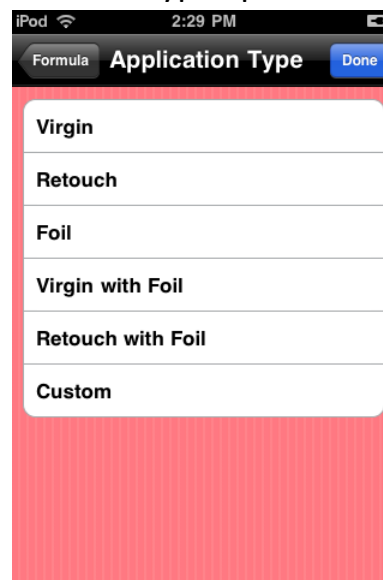 iPod 2:29 PM
Formula Application Type Done
Virgin
Retouch
Foil
Virgin with Foil
Retouch with Foil
Custom